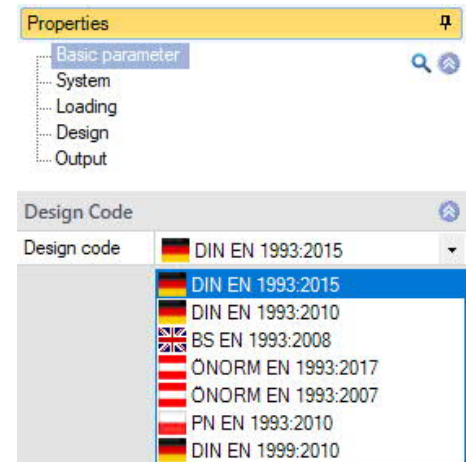 Properties
Basic parameter
System
Loading
Design
Output
Design Code
Design code DIN EN 1993:2015
DIN EN 1993:2015
DIN EN 1993:2010
BS EN 1993:2008
ÖNORM EN 1993:2017
ÖNORM EN 1993:2007
PN EN 1993:2010
DIN EN 1999:2010